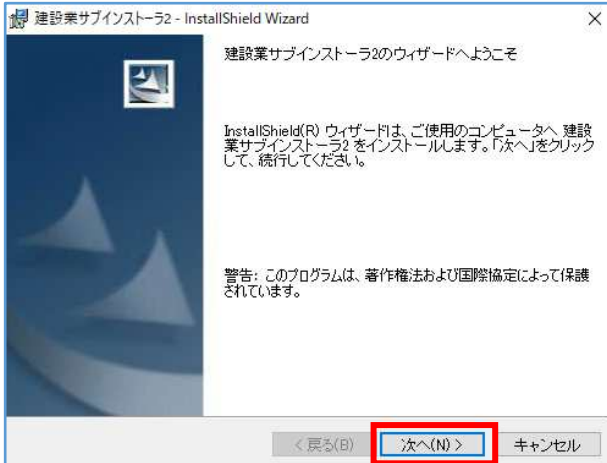 建設業サブインストーラ2 - InstallShield Wizard
建設業サブインストーラ2のウィザードへようこそ
InstallShield(R) ウィザードは、ご使用のコンピュータへ 建設
業サブインストーラ2 をインストールします。「次へ」をクリック
して、続行してください。
警告: このプログラムは、著作権法および国際協定によって保護
されています。
< 戻る(B)
次へ(N) >
キャンセル